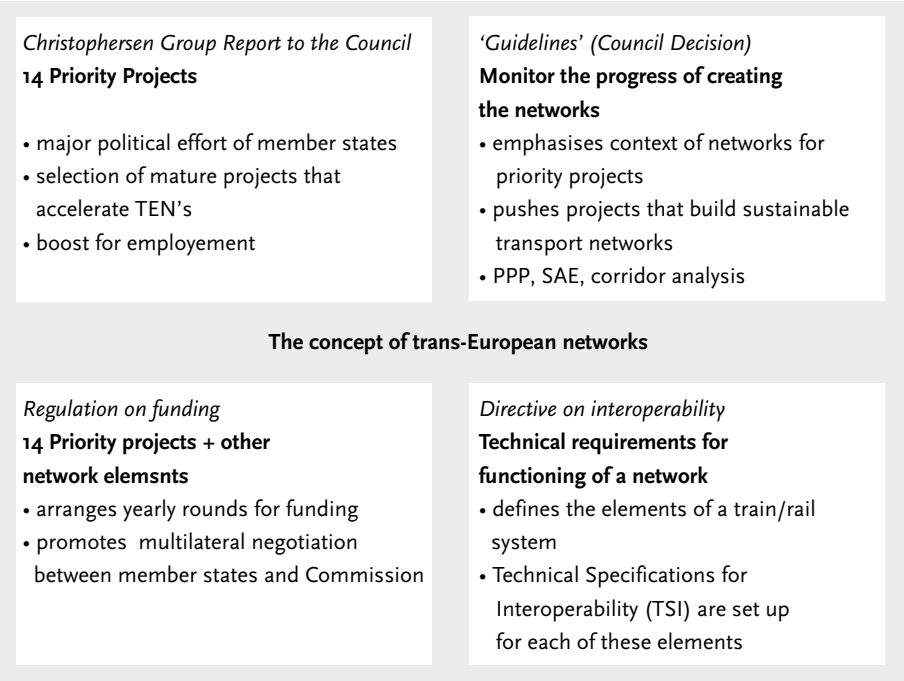 Christophersen Group Report to the Council
14 Priority Projects
• major political effort of member states
• selection of mature projects that
accelerate TEN's
• boost for employement
'Guidelines' (Council Decision)
Monitor the progress of creating
the networks
• emphasises context of networks for
priority projects
• pushes projects that build sustainable
transport networks
• PPP, SAE, corridor analysis
The concept of trans-European networks
Regulation on funding
14 Priority projects + other
network elemsnts
• arranges yearly rounds for funding
• promotes  multilateral negotiation
between member states and Commission
Directive on interoperability
Technical requirements for
functioning of a network
• defines the elements of a train/rail
system
• Technical Specifications for
Interoperability (TSI) are set up
for each of these elements